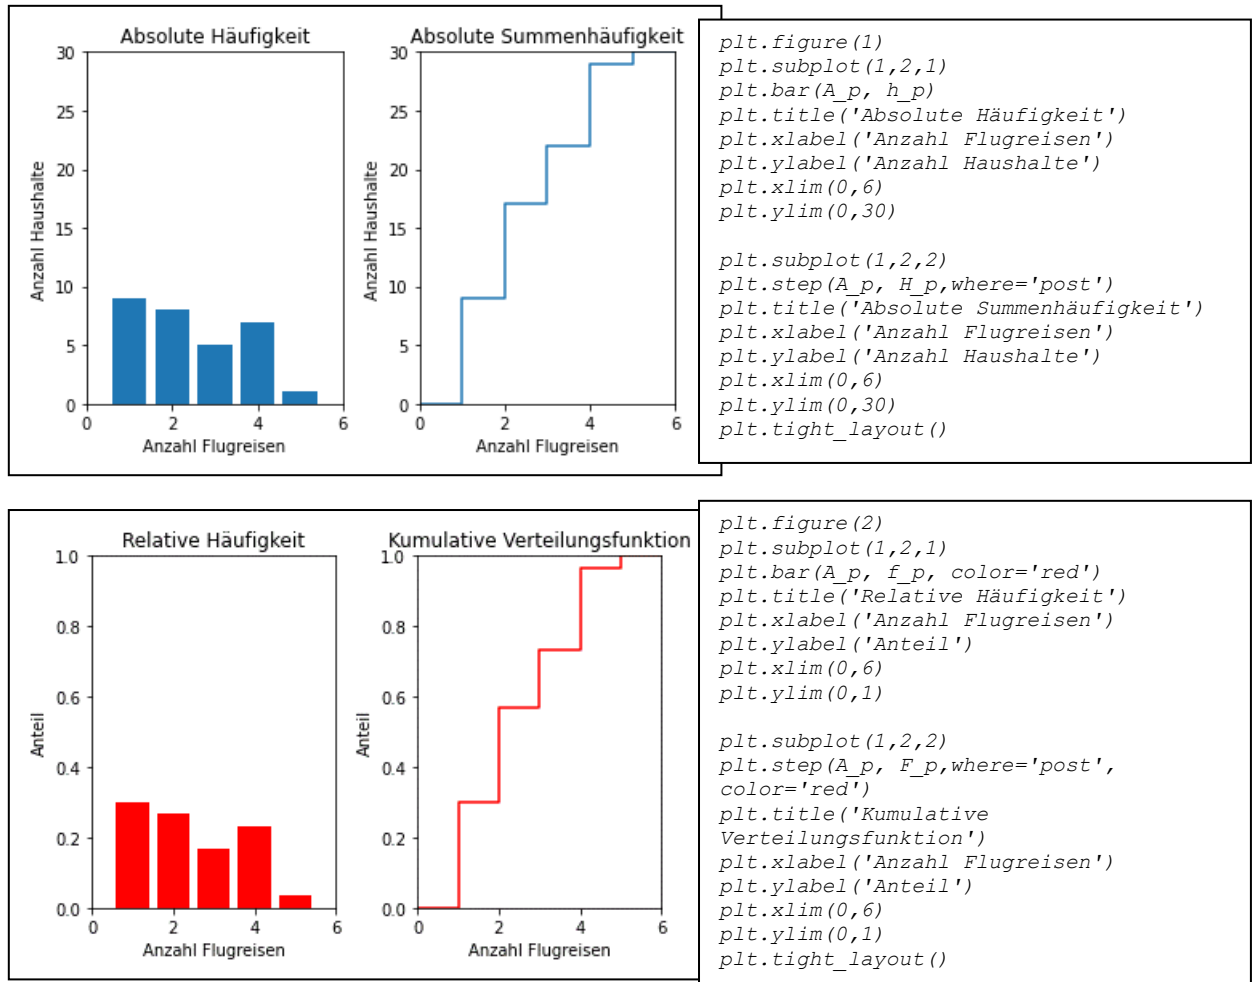 Absolute Häufigkeit
30
25
20
15
10
5
0
Anzahl Haushalte
0 2 4 6
Anzahl Flugreisen
Absolute Summenhäufigkeit
30
25
20
15
10
5
0
Anzahl Haushalte
0 2 4 6
Anzahl Flugreisen
plt.figure(1)
plt.subplot(1,2,1)
plt.bar(A_p, h_p)
plt.title('Absolute Häufigkeit')
plt.xlabel('Anzahl Flugreisen')
plt.ylabel('Anzahl Haushalte')
plt.xlim(0,6)
plt.ylim(0,30)
plt.subplot(1,2,2)
plt.step(A_p, H_p,where='post')
plt.title('Absolute Summenhäufigkeit')
plt.xlabel('Anzahl Flugreisen')
plt.ylabel('Anzahl Haushalte')
plt.xlim(0,6)
plt.ylim(0,30)
plt.tight_layout()
Relative Häufigkeit
1.0
0.8
0.6
0.4
0.2
0.0
Anteil
0 2 4 6
Anzahl Flugreisen
Kumulative Verteilungsfunktion
1.0
0.8
0.6
0.4
0.2
0.0
Anteil
0 2 4 6
Anzahl Flugreisen
plt.figure(2)
plt.subplot(1,2,1)
plt.bar(A_p, f_p, color='red')
plt.title('Relative Häufigkeit')
plt.xlabel('Anzahl Flugreisen')
plt.ylabel('Anteil')
plt.xlim(0,6)
plt.ylim(0,1)
plt.subplot(1,2,2)
plt.step(A_p, F_p,where='post',
color='red')
plt.title('Kumulative
Verteilungsfunktion')
plt.xlabel('Anzahl Flugreisen')
plt.ylabel('Anteil')
plt.xlim(0,6)
plt.ylim(0,1)
plt.tight_layout()